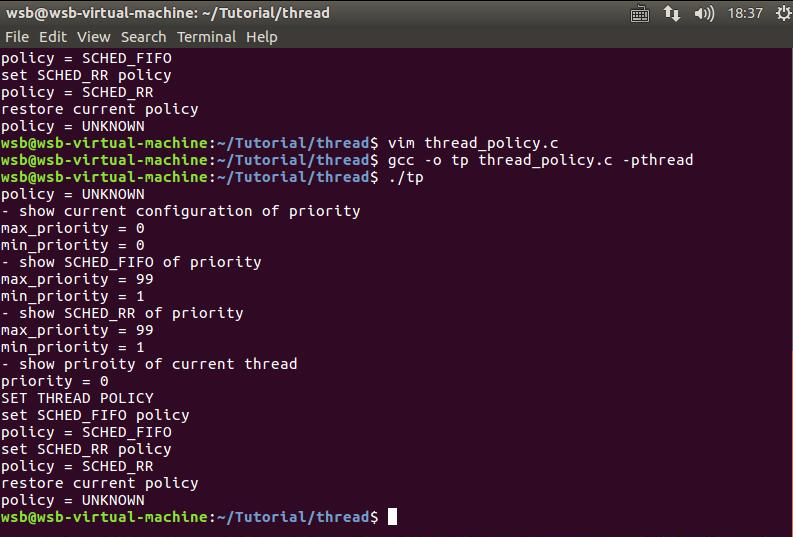 wsb@wsb-virtual-machine: ~/Tutorial/thread
18:37
File Edit View Search Terminal Help
policy = SCHED_FIFO
set SCHED_RR policy
policy = SCHED_RR
restore current policy
policy = UNKNOWN
wsb@wsb-virtual-machine:~/Tutorial/thread$ vim thread_policy.c
wsb@wsb-virtual-machine:~/Tutorial/thread$ gcc -o tp thread_policy.c -pthread
wsb@wsb-virtual-machine:~/Tutorial/thread$ ./tp
policy = UNKNOWN
- show current configuration of priority
max_priority = 0
min_priority = 0
- show SCHED_FIFO of priority
max_priority = 99
min_priority = 1
- show SCHED_RR of priority
max_priority = 99
min_priority = 1
- show priroity of current thread
priority = 0
SET THREAD POLICY
set SCHED_FIFO policy
policy = SCHED_FIFO
set SCHED_RR policy
policy = SCHED_RR
restore current policy
policy = UNKNOWN
wsb@wsb-virtual-machine:~/Tutorial/thread$